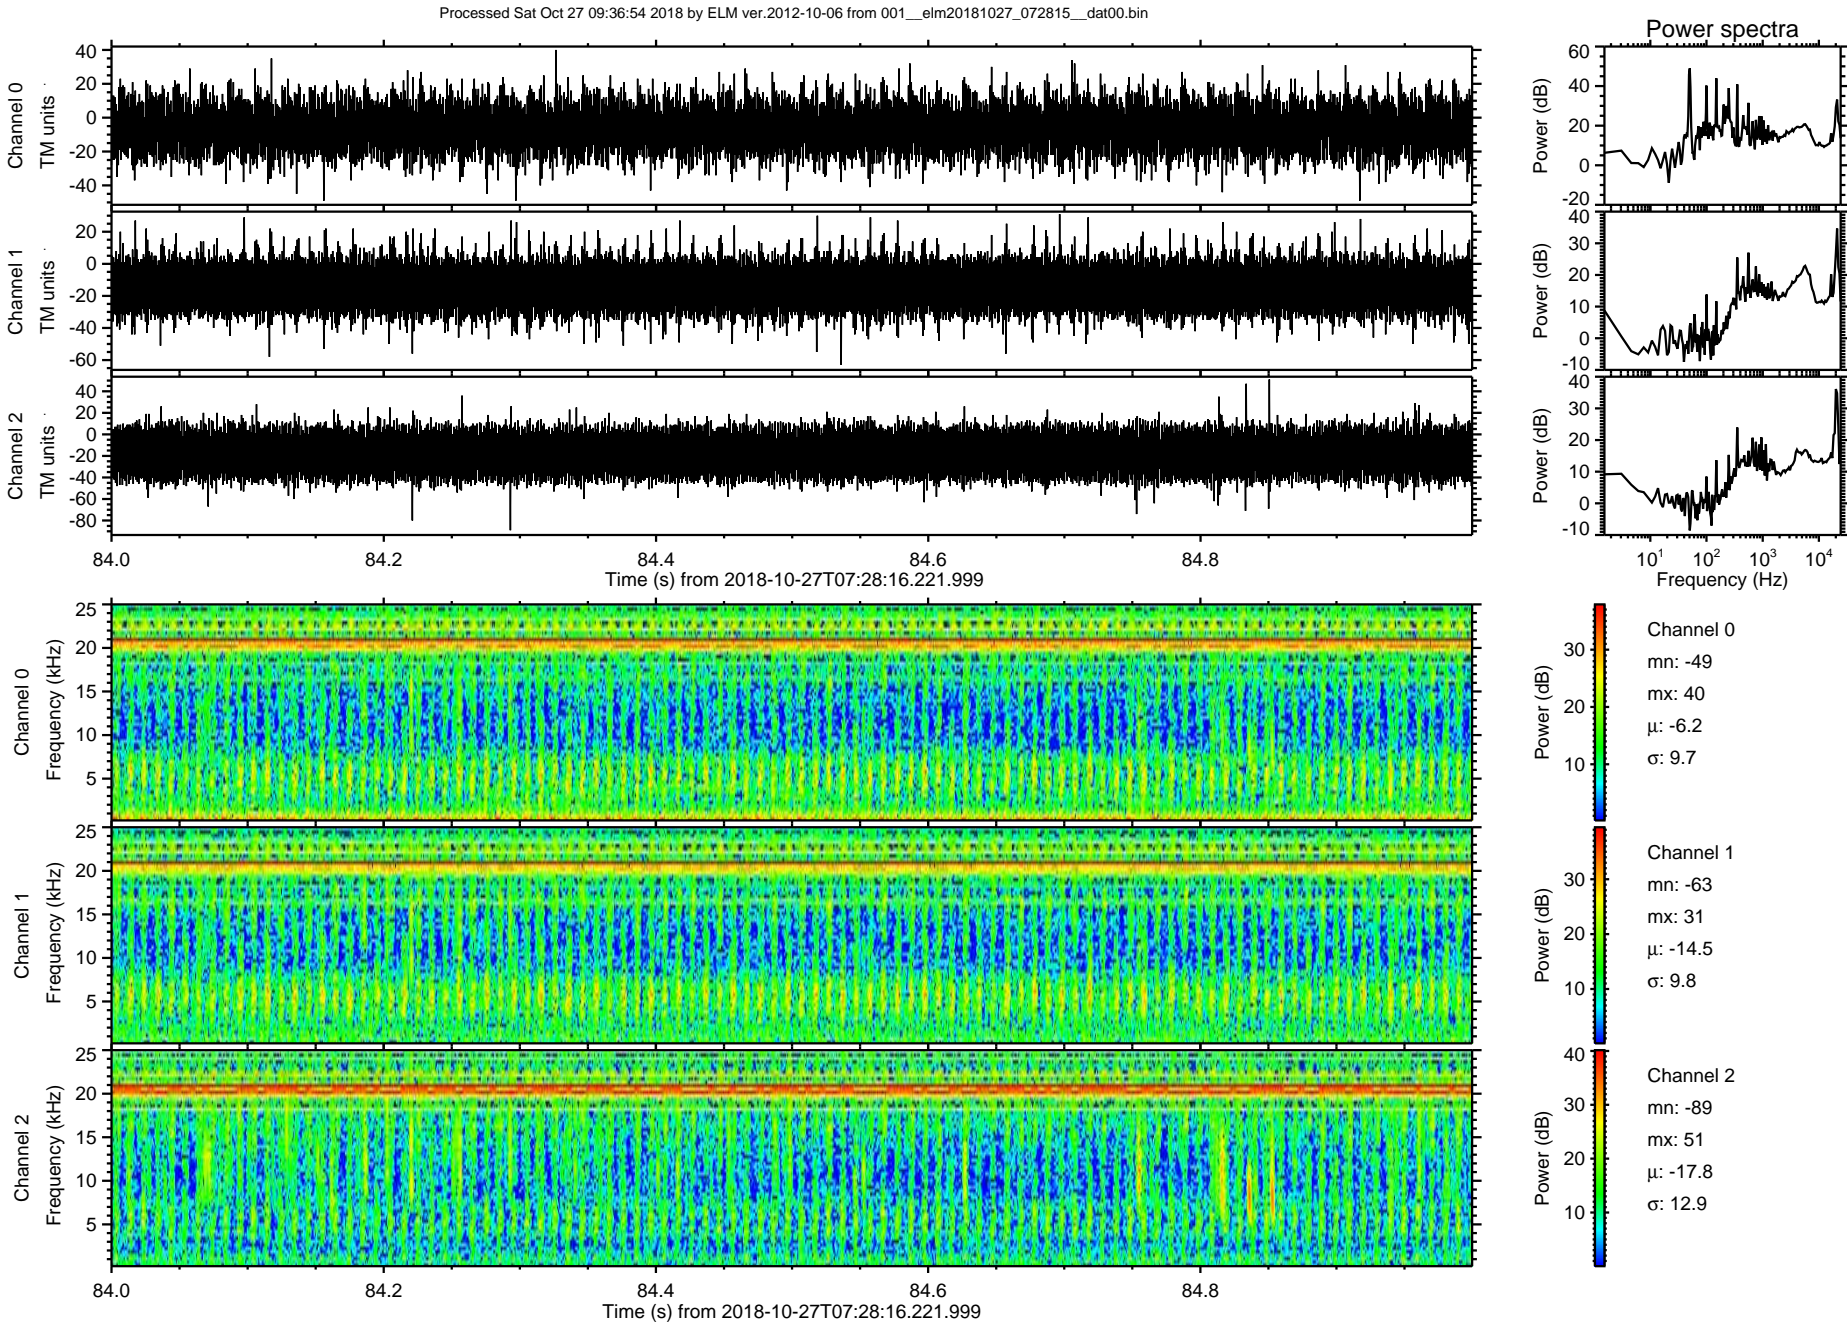 Processed Sat Oct 27 09:36:54 2018 by ELM ver.2012-10-06 from 001__elm20181027_072815__dat00.bin
Power spectra
Channel 0
TM units
40
20
0
-20
-40
Power (dB)
60
40
20
0
-20
Channel 1
TM units
20
0
-20
-40
-60
Power (dB)
40
30
20
10
0
-10
Channel 2
TM units
40
20
0
-20
-40
-60
-80
Power (dB)
40
30
20
10
0
-10
84.0 84.2 84.4 84.6 84.8
Time (s) from 2018-10-27T07:28:16.221.999
10¹ 10² 10³ 10⁴
Frequency (Hz)
Channel 0
Frequency (kHz)
25
20
15
10
5
Power (dB)
30
20
10
Channel 0
mn: -49
mx: 40
μ: -6.2
σ: 9.7
Channel 1
Frequency (kHz)
25
20
15
10
5
Power (dB)
30
20
10
Channel 1
mn: -63
mx: 31
μ: -14.5
σ: 9.8
Channel 2
Frequency (kHz)
25
20
15
10
5
Power (dB)
40
30
20
10
Channel 2
mn: -89
mx: 51
μ: -17.8
σ: 12.9
84.0 84.2 84.4 84.6 84.8
Time (s) from 2018-10-27T07:28:16.221.999